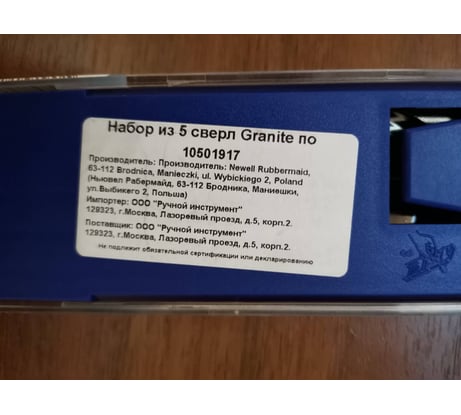 Набор из 5 сверл Granite по
10501917
Производитель: Производитель: Newell Rubbermaid,
63-112 Brodnica, Manieczki, ul. Wybickiego 2, Poland
(Ньювел Рабермайд, 63-112 Бродника, Маниешки,
ул.Выбикего 2, Польша)
Импортер: ООО "Ручной инструмент"
129323, г.Москва, Лазоревый проезд, д.5, корп.2.
Поставщик: ООО "Ручной инструмент"
129323, г.Москва, Лазоревый проезд, д.5, корп.2.
Не подлежит обязательной сертификации или декларированию